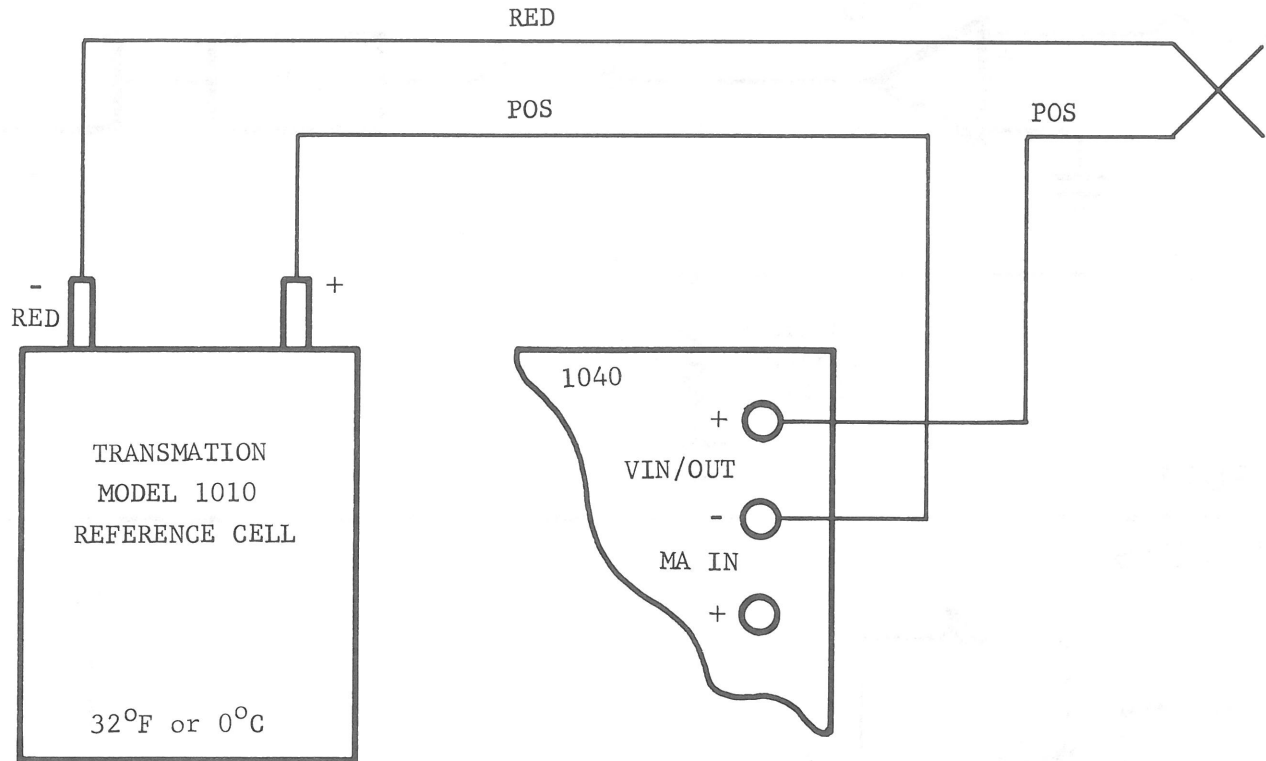 RED
POS
POS
-
+
RED
1040
+
TRANSMATION
VIN/OUT
MODEL 1010
-
REFERENCE CELL
MA IN
+
32°F or 0°C